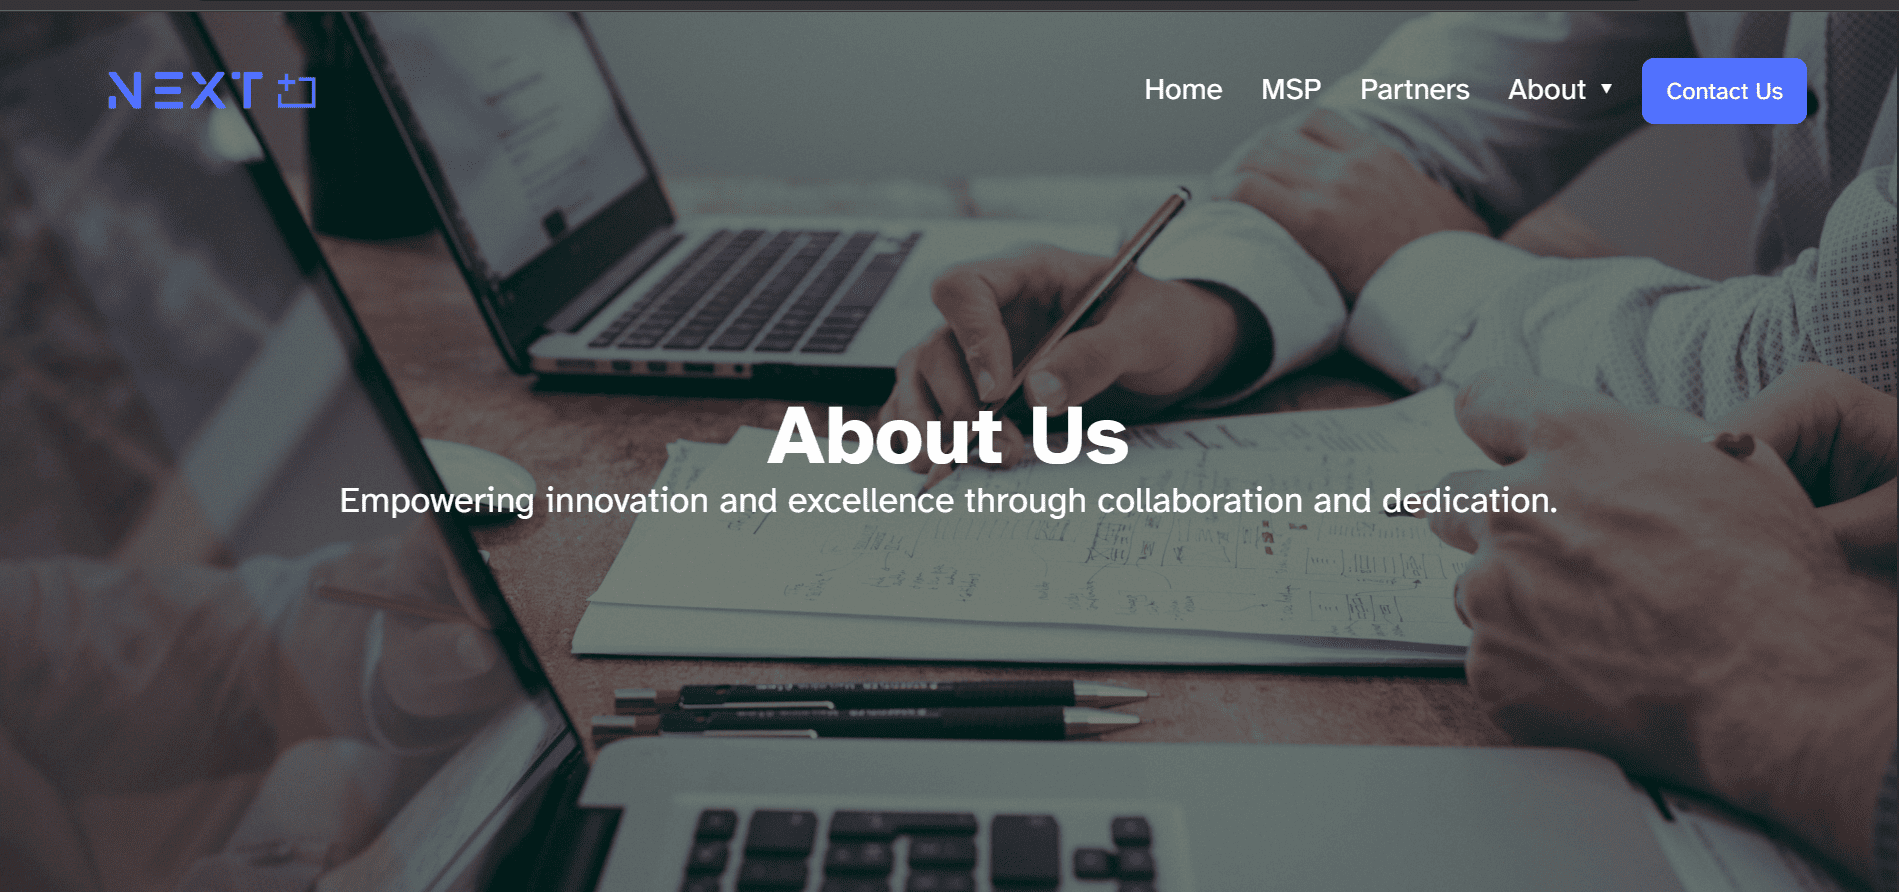 NEXT
Home MSP Partners About ▼ Contact Us
About Us
Empowering innovation and excellence through collaboration and dedication.